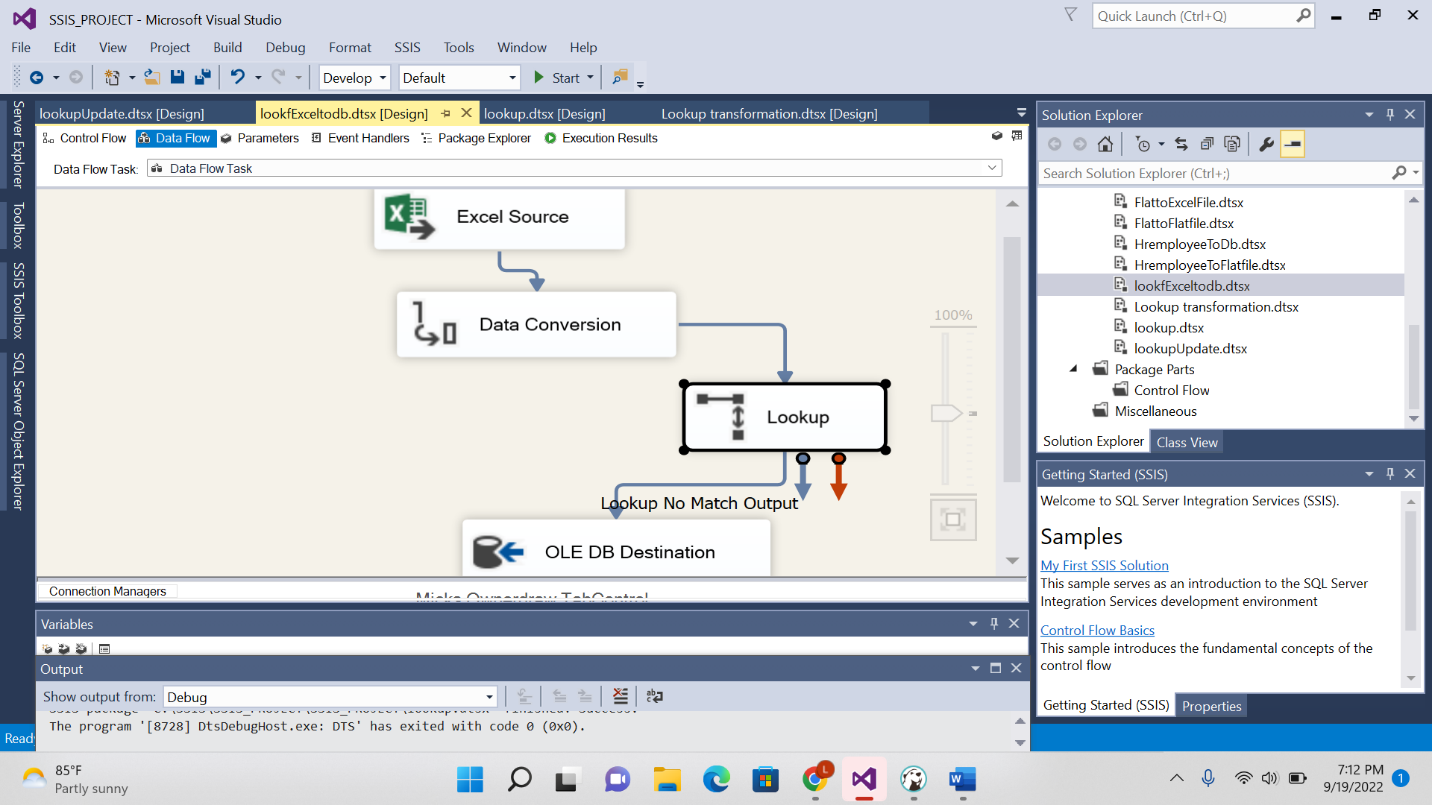 SSIS_PROJECT - Microsoft Visual Studio
Quick Launch (Ctrl+Q)
File Edit View Project Build Debug Format SSIS Tools Window Help
Develop Default Start
Server Explorer
Toolbox
SSIS Toolbox
SQL Server Object Explorer
lookupUpdate.dtsx [Design] lookfExceltodb.dtsx [Design] lookup.dtsx [Design] Lookup transformation.dtsx [Design]
Control Flow Data Flow Parameters Event Handlers Package Explorer Execution Results
Data Flow Task: Data Flow Task
Excel Source
Data Conversion
100%
Lookup
Lookup No Match Output
OLE DB Destination
Connection Managers
Micks Ownerdraw TabControl
Variables
Output
Show output from: Debug
The program '[8728] DtsDebugHost.exe: DTS' has exited with code 0 (0x0).
Solution Explorer
Search Solution Explorer (Ctrl+;)
FlattoExcelFile.dtsx
FlattoFlatfile.dtsx
HremployeeToDb.dtsx
HremployeeToFlatfile.dtsx
lookfExceltodb.dtsx
Lookup transformation.dtsx
lookup.dtsx
lookupUpdate.dtsx
Package Parts
Control Flow
Miscellaneous
Solution Explorer Class View
Getting Started (SSIS)
Welcome to SQL Server Integration Services (SSIS).
Samples
My First SSIS Solution
This sample serves as an introduction to the SQL Server
Integration Services development environment
Control Flow Basics
This sample introduces the fundamental concepts of the
control flow
Getting Started (SSIS) Properties
Read
85°F
Partly sunny
L
7:12 PM
9/19/2022
1